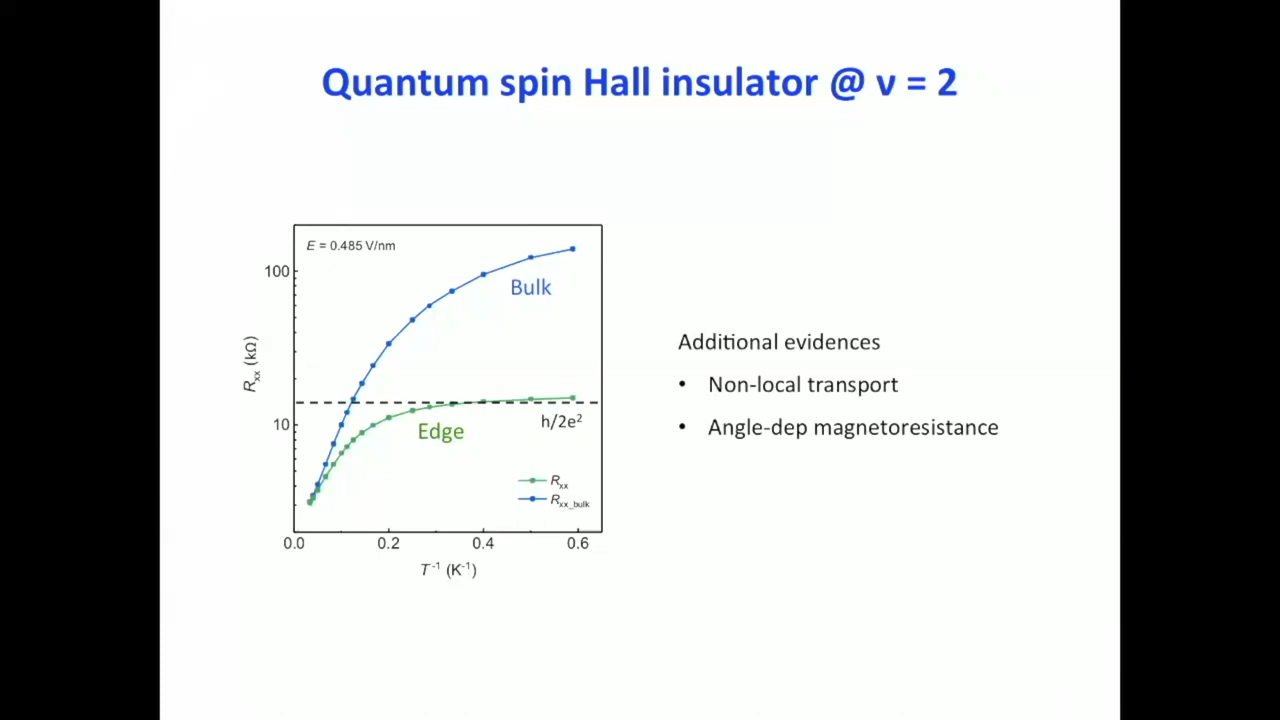 Quantum spin Hall insulator @ ν = 2
E = 0.485 V/nm
100
Bulk
Rxx (kΩ)
10
h/2e²
Edge
Rxx
Rxx_bulk
0.0 0.2 0.4 0.6
T⁻¹ (K⁻¹)
Additional evidences
• Non-local transport
• Angle-dep magnetoresistance